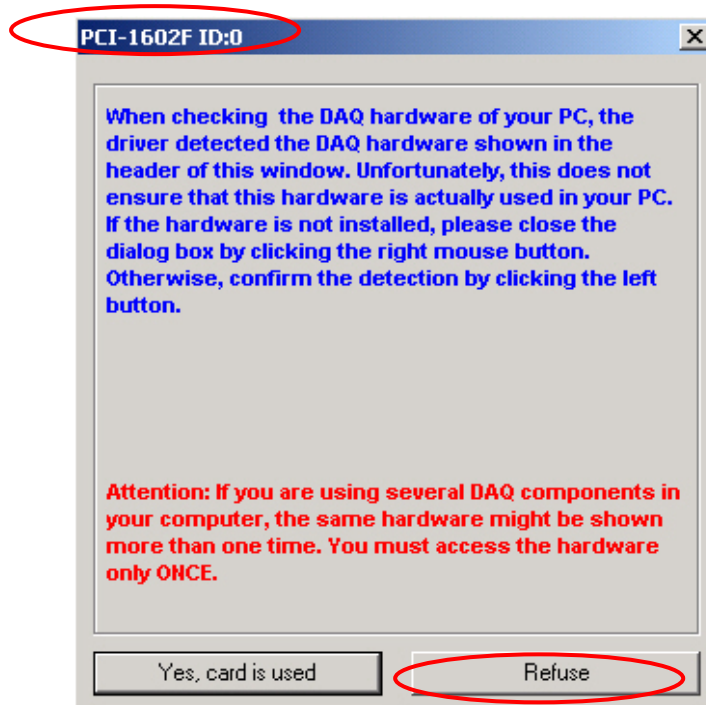 PCI-1602F ID:0
When checking the DAQ hardware of your PC, the
driver detected the DAQ hardware shown in the
header of this window. Unfortunately, this does not
ensure that this hardware is actually used in your PC.
If the hardware is not installed, please close the
dialog box by clicking the right mouse button.
Otherwise, confirm the detection by clicking the left
button.
Attention: If you are using several DAQ components in
your computer, the same hardware might be shown
more than one time. You must access the hardware
only ONCE.
Yes, card is used
Refuse